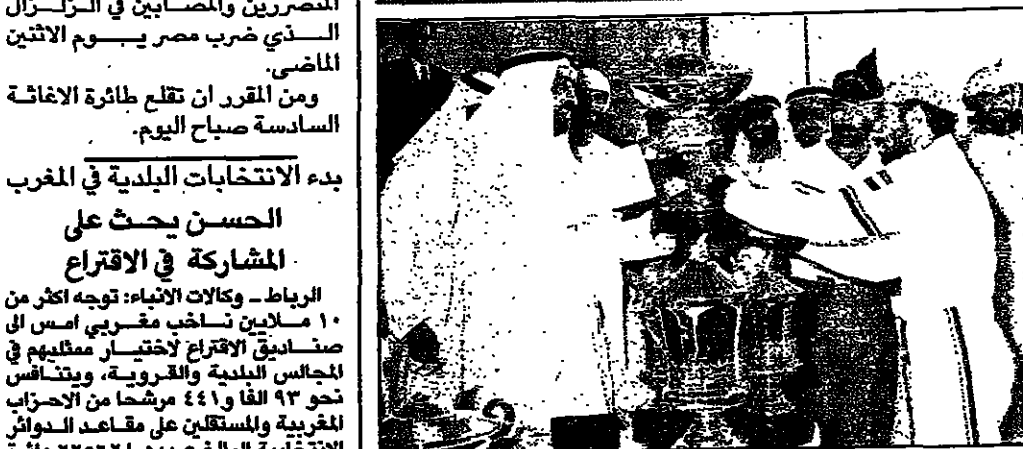 المتضررين والمصابين في الزلزال
الذي ضرب مصر يوم الاثنين
الماضي.
ومن المقرر ان تقلع طائرة الاغاثة
السادسة صباح اليوم.
بدء الانتخابات البلدية في المغرب
الحسن يحث على
المشاركة في الاقتراع
الرباط ـ وكالات الانباء: توجه اكثر من
١٠ ملايين ناخب مغربي امس الى
صناديق الاقتراع لاختيار ممثليهم في
المجالس البلدية والقروية، ويتنافس
نحو ٩٣ الفا و٤٤١ مرشحا من الاحزاب
المغربية والمستقلين على مقاعد الدوائر